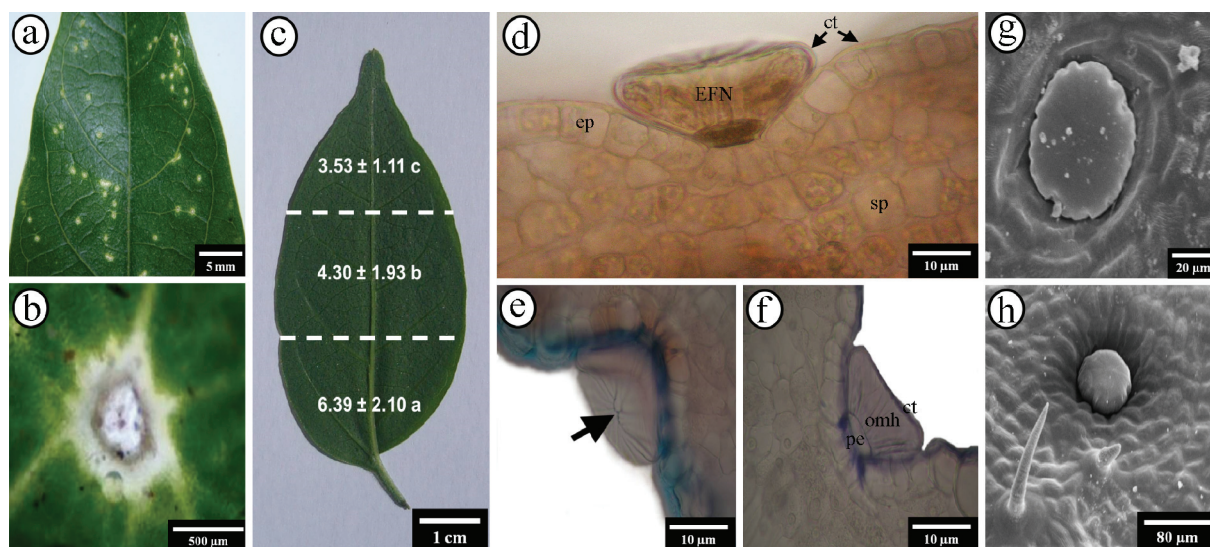 a
5 mm
b
500 µm
c
3.53 ± 1.11 c
4.30 ± 1.93 b
6.39 ± 2.10 a
1 cm
d
ct
EFN
ep
sp
10 µm
e
10 µm
f
ct
omh
pe
10 µm
g
20 µm
h
80 µm